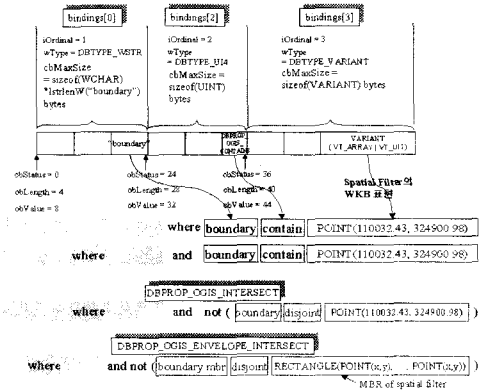 bindings[0] bindings[2] bindings[3]
iOrdinal = 1
wType = DBTYPE_WSTR
cbMaxSize
= sizeof(WCHAR)
*lstrlenW("boundary")
bytes
iOrdinal = 2
wType
= DBTYPE_UI4
cbMaxSize =
sizeof(UINT)
bytes
iOrdinal = 3
wType
= DBTYPE_VARIANT
cbMaxSize =
sizeof(VARIANT) bytes
"boundary"
DBPROP_
OGIS_
CONTAINS
VARIANT
(VT_ARRAY | VT_UI1)
obStatus = 0
obLength = 4
obValue = 8
obStatus = 24
obLength = 28
obValue = 32
obStatus = 36
obLength = 40
obValue = 44
Spatial Filter의
WKB 표현
where boundary contain POINT(110032.43, 324900.98)
where and boundary contain POINT(110032.43, 324900.98)
DBPROP_OGIS_INTERSECT
where and not ( boundary disjoint POINT(110032.43, 324900.98) )
DBPROP_OGIS_ENVELOPE_INTERSECT
where and not ( boundary mbr disjoint RECTANGLE(POINT(x,y), ... POINT(x,y)) )
MBR of spatial filter